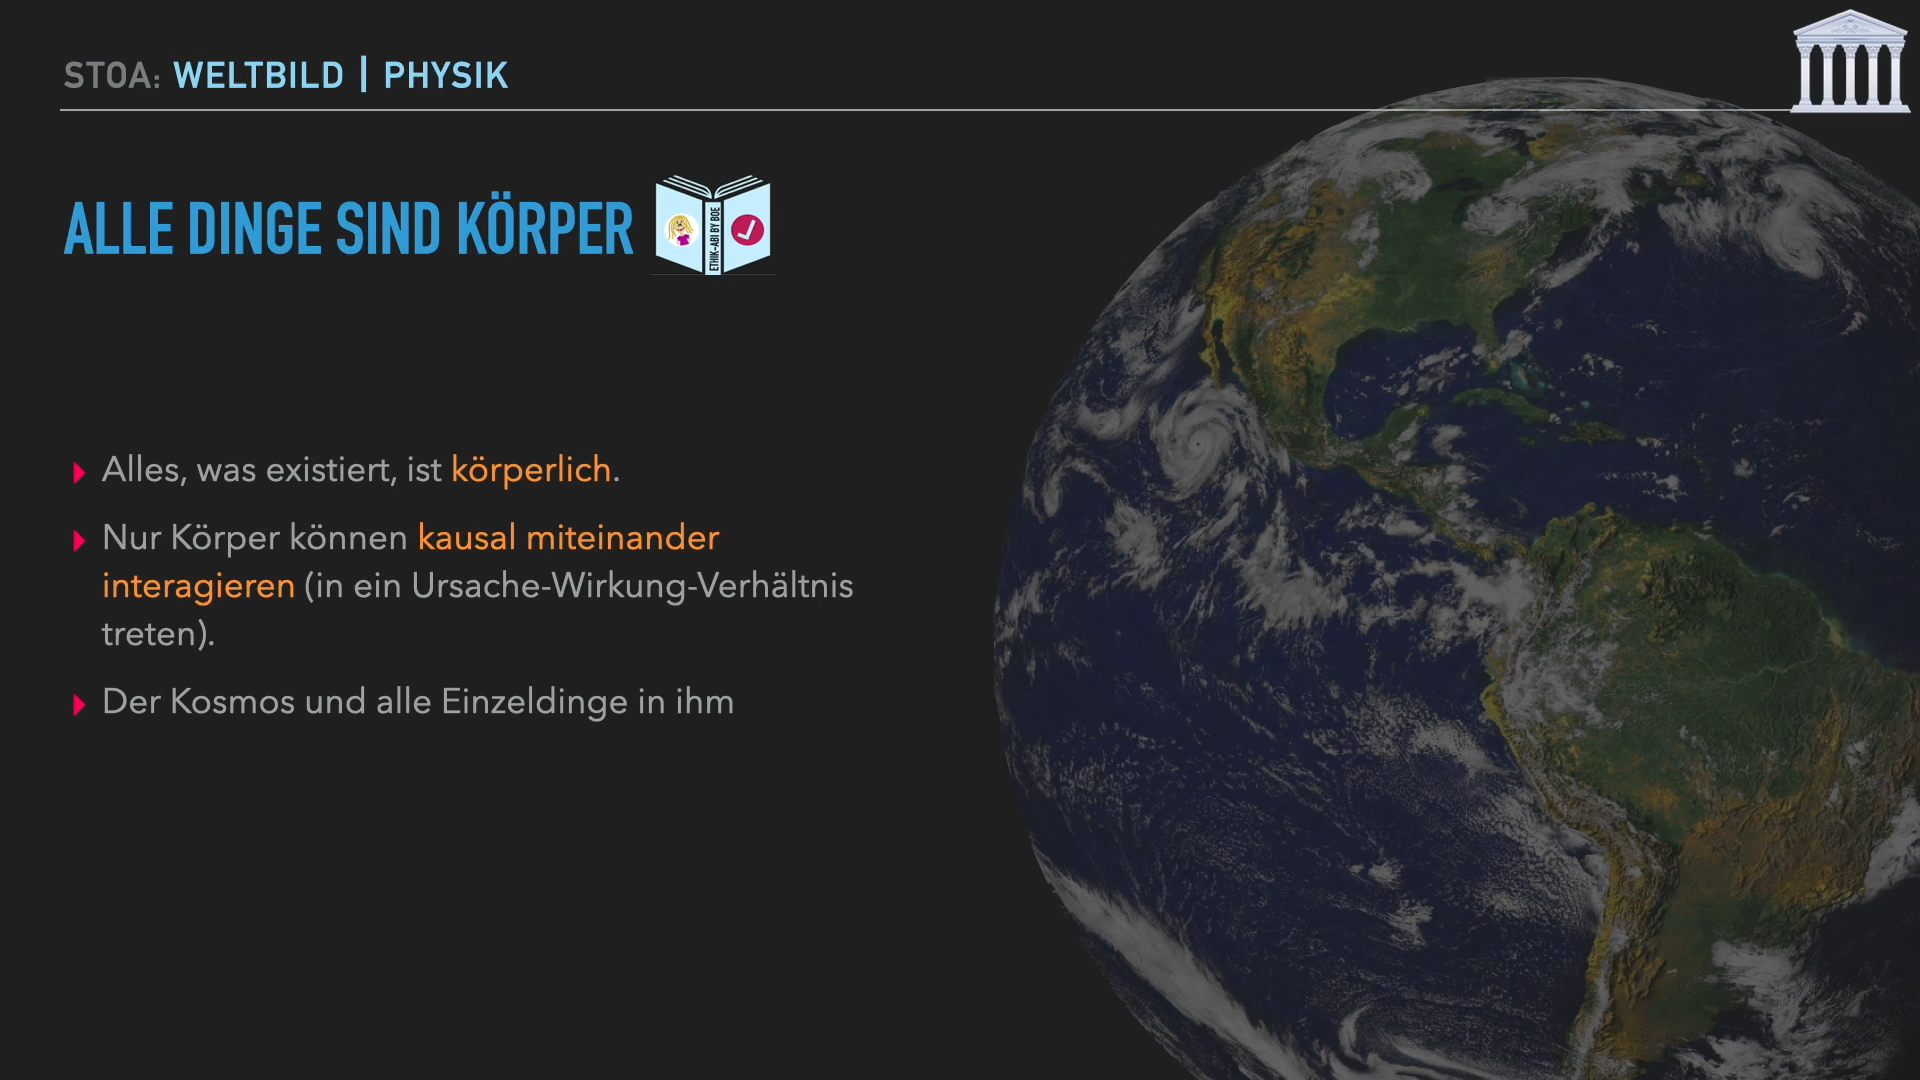 STOA: WELTBILD | PHYSIK
ALLE DINGE SIND KÖRPER
ETHIK-ABI BY BOE
Alles, was existiert, ist körperlich.
Nur Körper können kausal miteinander
interagieren (in ein Ursache-Wirkung-Verhältnis
treten).
Der Kosmos und alle Einzeldinge in ihm